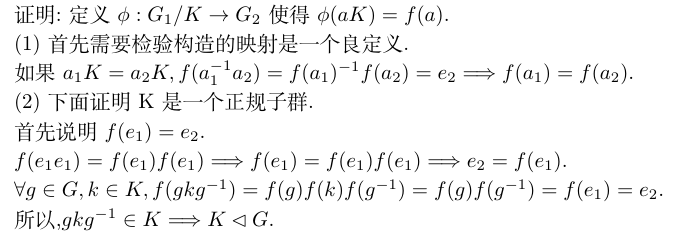 证明: 定义 $\phi : G_1/K \to G_2$ 使得 $\phi(aK) = f(a)$.
(1) 首先需要检验构造的映射是一个良定义.
如果 $a_1K = a_2K, f(a_1^{-1}a_2) = f(a_1)^{-1}f(a_2) = e_2 \Longrightarrow f(a_1) = f(a_2)$.
(2) 下面证明 K 是一个正规子群.
首先说明 $f(e_1) = e_2$.
$f(e_1e_1) = f(e_1)f(e_1) \Longrightarrow f(e_1) = f(e_1)f(e_1) \Longrightarrow e_2 = f(e_1)$.
$\forall g \in G, k \in K, f(gkg^{-1}) = f(g)f(k)f(g^{-1}) = f(g)f(g^{-1}) = f(e_1) = e_2$.
所以,$gkg^{-1} \in K \Longrightarrow K \triangleleft G$.